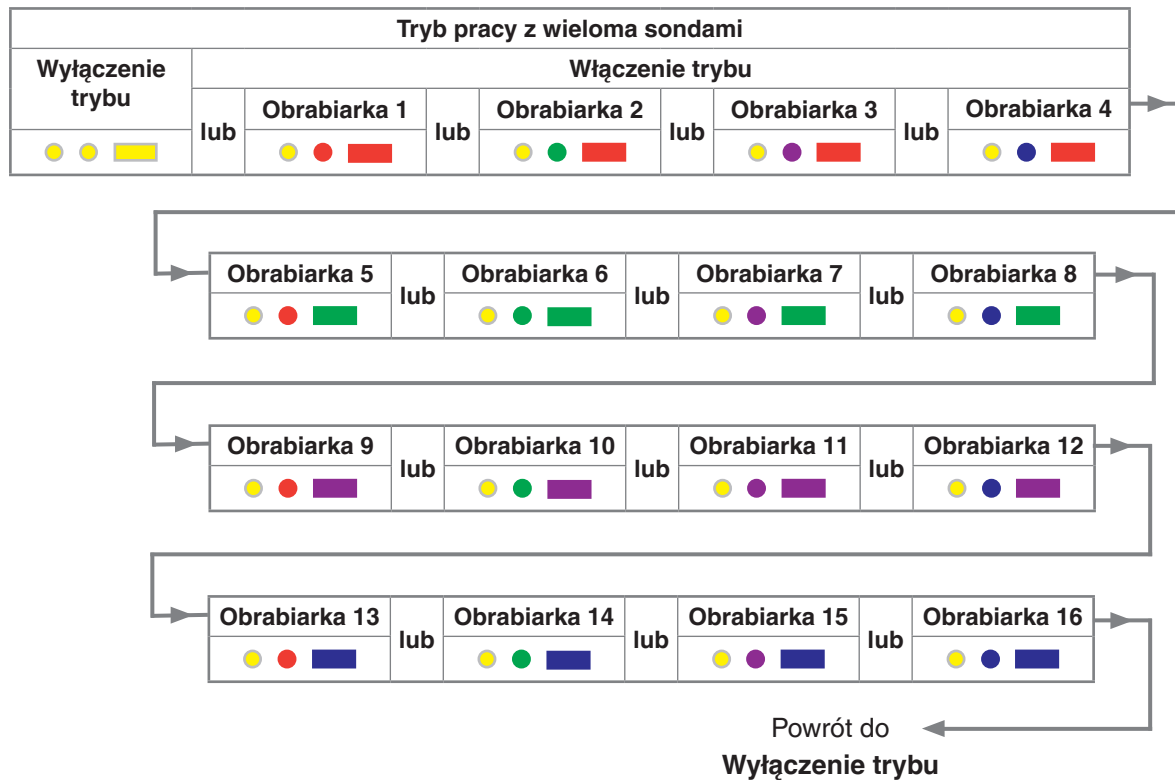 Tryb pracy z wieloma sondami
Wyłączenie trybu
Włączenie trybu
lub
Obrabiarka 1
lub
Obrabiarka 2
lub
Obrabiarka 3
lub
Obrabiarka 4
Obrabiarka 5
lub
Obrabiarka 6
lub
Obrabiarka 7
lub
Obrabiarka 8
Obrabiarka 9
lub
Obrabiarka 10
lub
Obrabiarka 11
lub
Obrabiarka 12
Obrabiarka 13
lub
Obrabiarka 14
lub
Obrabiarka 15
lub
Obrabiarka 16
Powrót do
Wyłączenie trybu